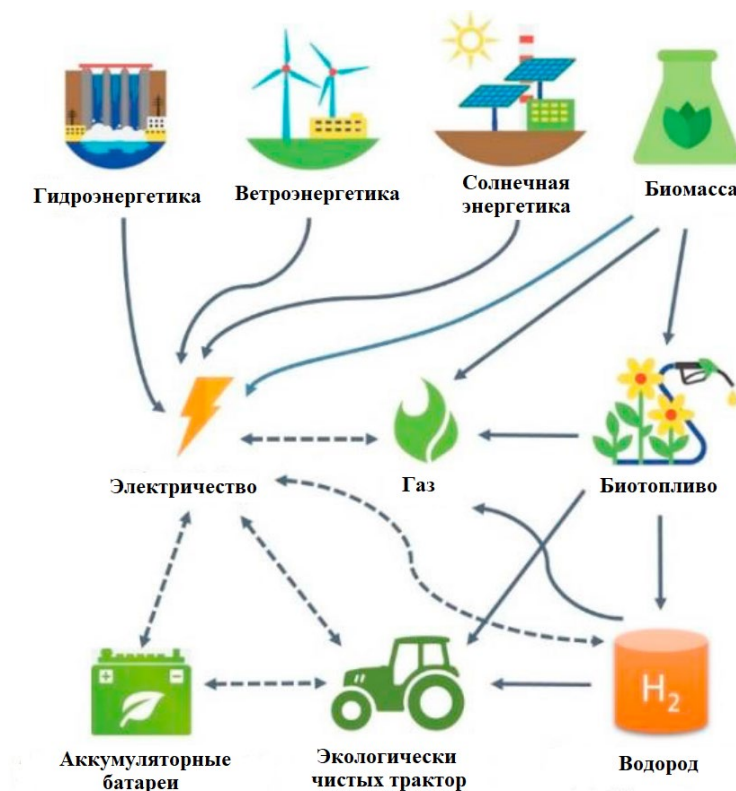 Гидроэнергетика
Ветроэнергетика
Солнечная
энергетика
Биомасса
Электричество
Газ
Биотопливо
+ −
H₂
Аккумуляторные
батареи
Экологически
чистых трактор
Водород